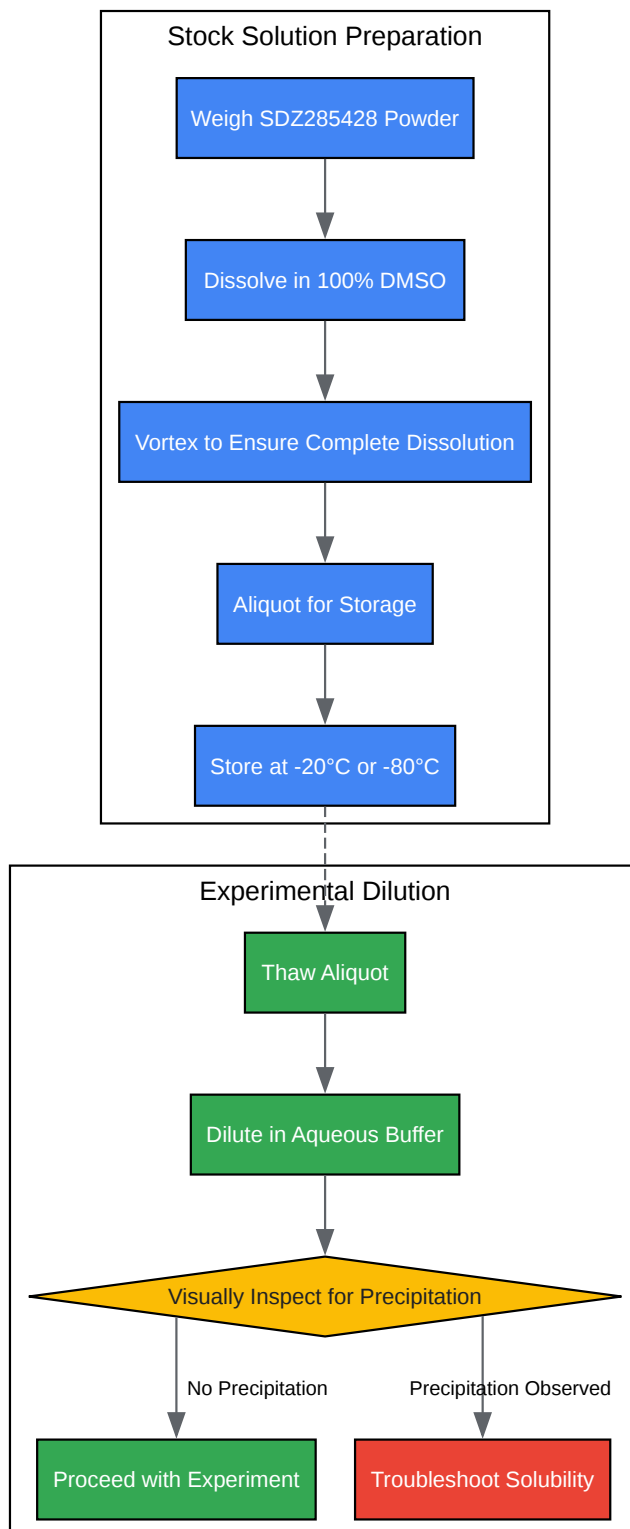 Stock Solution Preparation
Weigh SDZ285428 Powder
Dissolve in 100% DMSO
Vortex to Ensure Complete Dissolution
Aliquot for Storage
Store at -20°C or -80°C
Experimental Dilution
Thaw Aliquot
Dilute in Aqueous Buffer
Visually Inspect for Precipitation
No Precipitation
Precipitation Observed
Proceed with Experiment
Troubleshoot Solubility